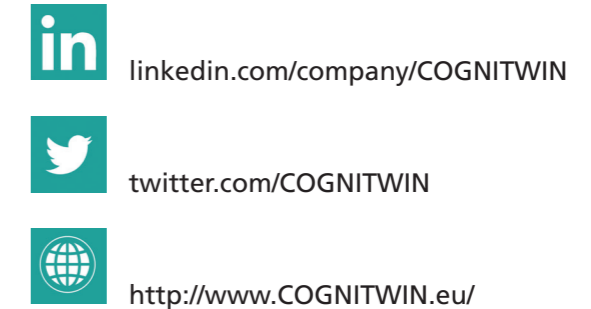 in
linkedin.com/company/COGNITWIN
twitter.com/COGNITWIN
http://www.COGNITWIN.eu/